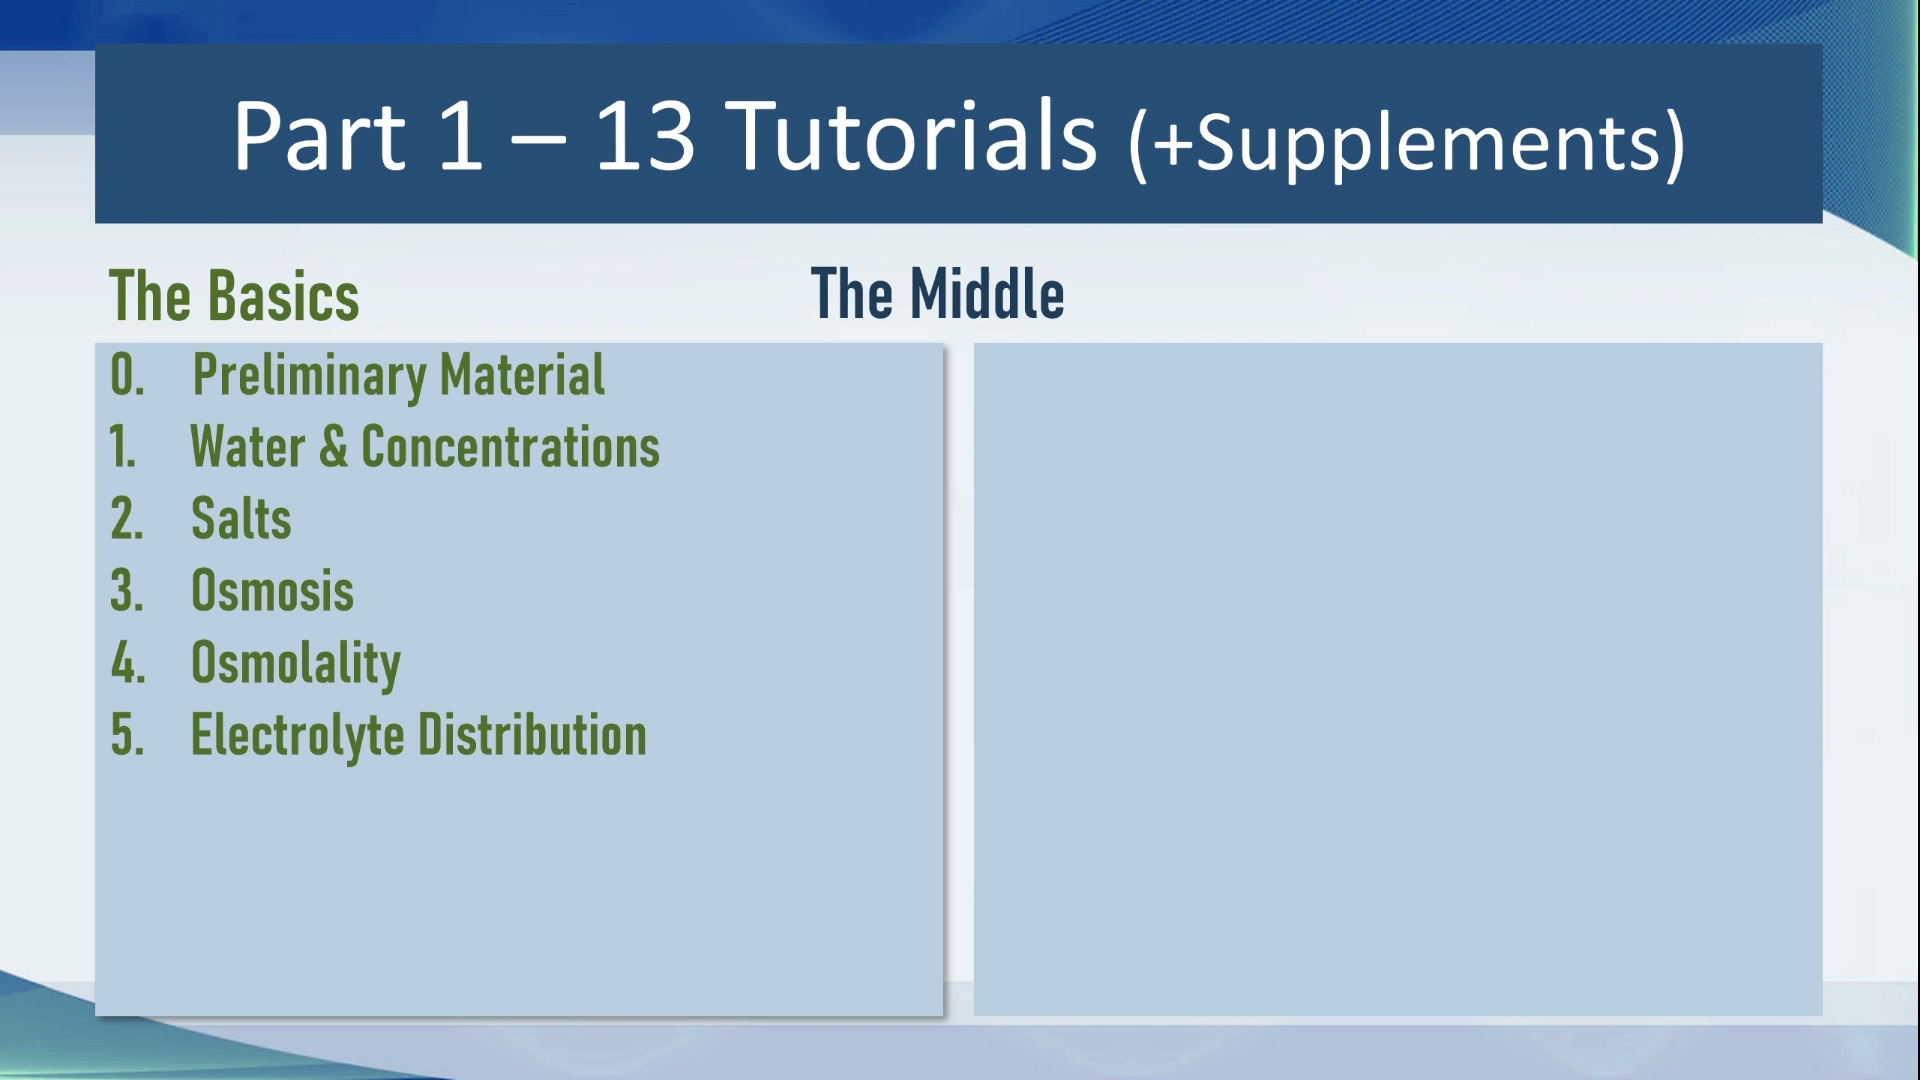 Part 1 – 13 Tutorials (+Supplements)
The Basics
The Middle
0. Preliminary Material
1. Water & Concentrations
2. Salts
3. Osmosis
4. Osmolality
5. Electrolyte Distribution